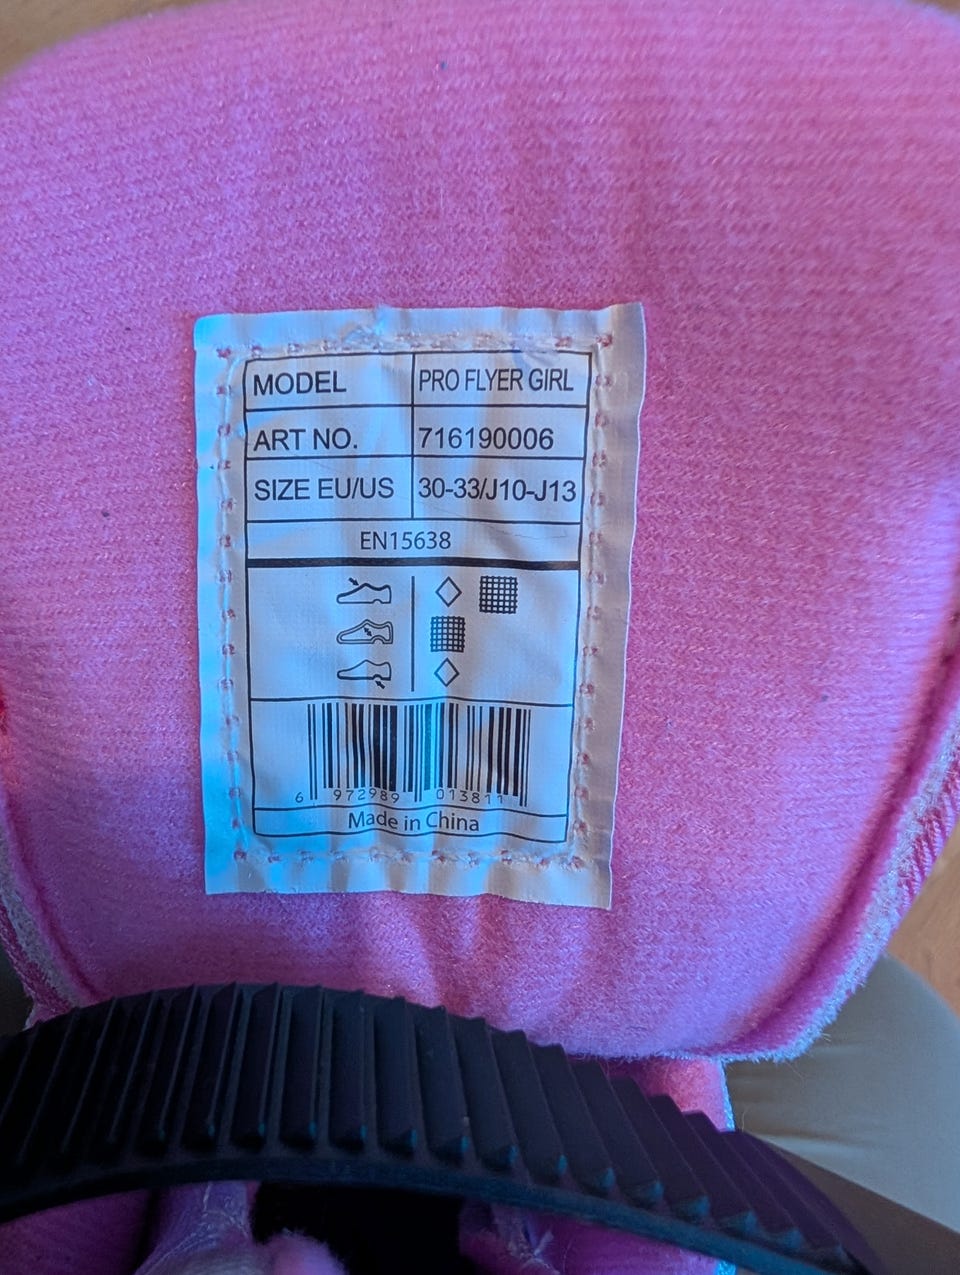 MODEL PRO FLYER GIRL
ART NO. 716190006
SIZE EU/US 30-33/J10-J13
EN15638
6 972989 013811
Made in China